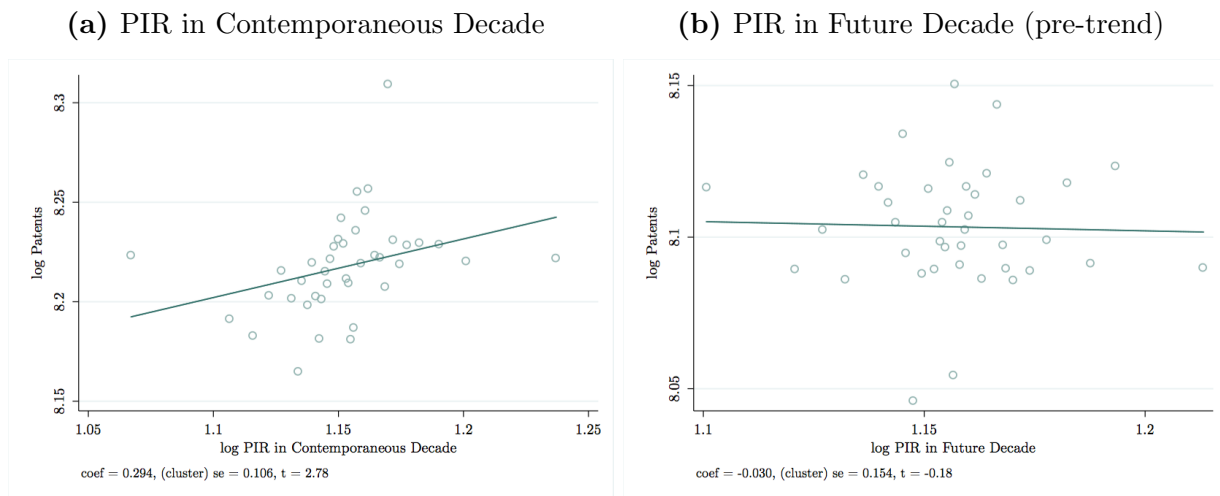 (a) PIR in Contemporaneous Decade
(b) PIR in Future Decade (pre-trend)
log Patents
8.3
8.25
8.2
8.15
1.05 1.1 1.15 1.2 1.25
log PIR in Contemporaneous Decade
coef = 0.294, (cluster) se = 0.106, t = 2.78
log Patents
8.15
8.1
8.05
1.1 1.15 1.2
log PIR in Future Decade
coef = -0.030, (cluster) se = 0.154, t = -0.18